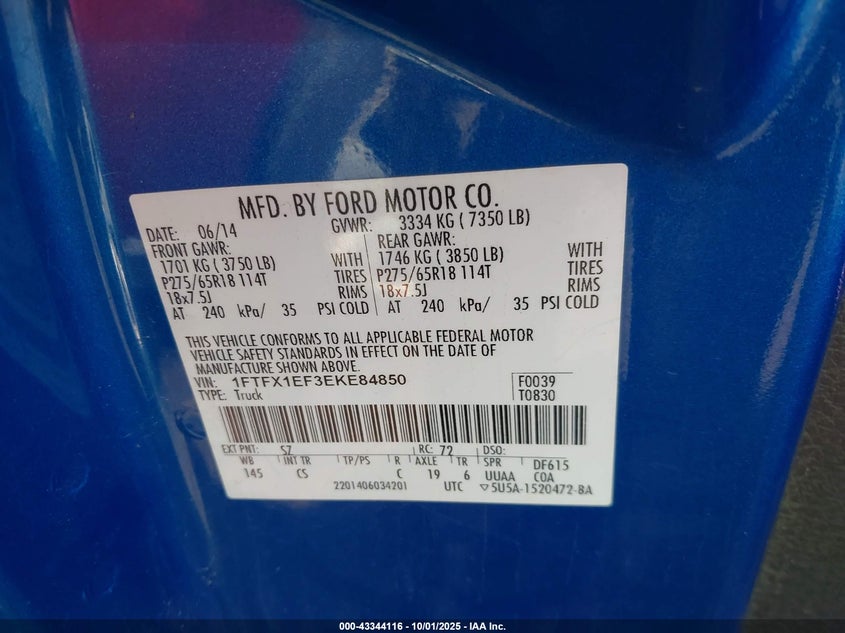 MFD. BY FORD MOTOR CO.
DATE: 06/14 GVWR: 3334 KG ( 7350 LB)
FRONT GAWR: REAR GAWR:
1701 KG ( 3750 LB) WITH 1746 KG ( 3850 LB) WITH
P275/65R18 114T TIRES P275/65R18 114T TIRES
18x7.5J RIMS 18x7.5J RIMS
AT 240 kPa/ 35 PSI COLD AT 240 kPa/ 35 PSI COLD
THIS VEHICLE CONFORMS TO ALL APPLICABLE FEDERAL MOTOR
VEHICLE SAFETY STANDARDS IN EFFECT ON THE DATE OF
MANUFACTURE SHOWN ABOVE.
VIN: 1FTFX1EF3EKE84850 F0039
TYPE: Truck T0830
EXT PNT: SZ RC: 72 DSO:
WB INT TR TP/PS R AXLE TR SPR DF615
145 CS C 19 6 UUAA COA
2201406034201 UTC ▽5U5A-1520472-BA
000-43344116 - 10/01/2025 - IAA Inc.